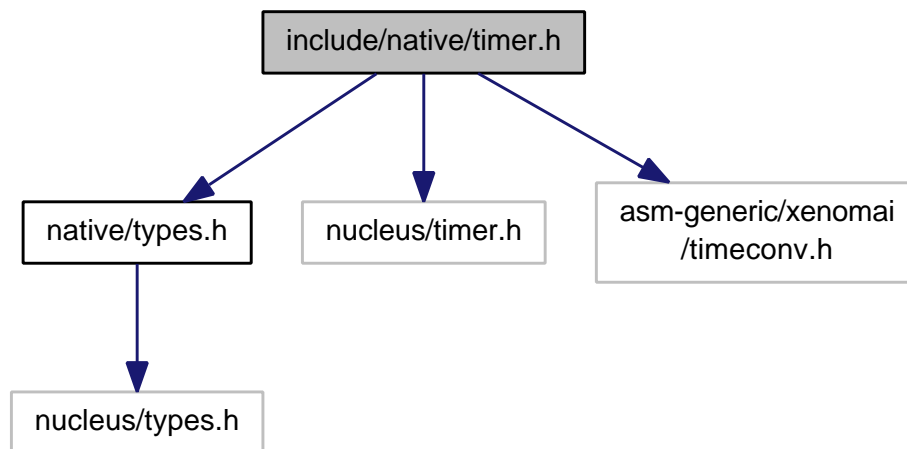 include/native/timer.h
native/types.h
nucleus/timer.h
asm-generic/xenomai
/timeconv.h
nucleus/types.h